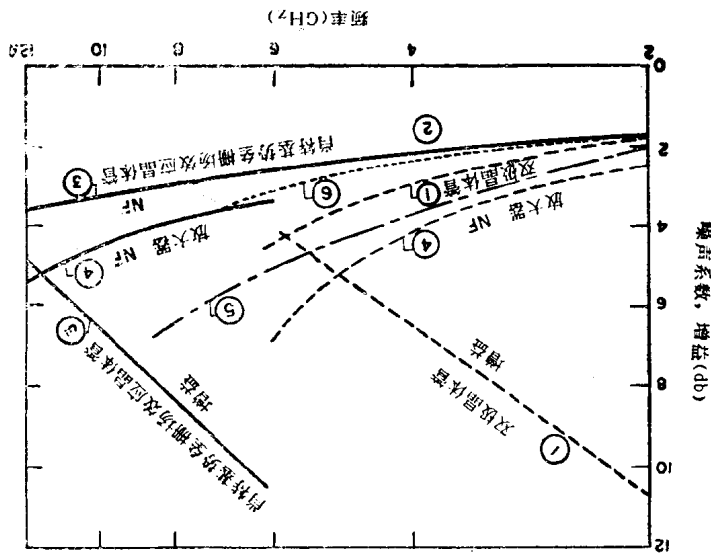 噪声系数，增益(db)
12
10
8
6
4
2
0
①
双极晶体管
增益
肖特基势垒栅场效应晶体管
增益
③
⑤
④
放大器 NF
④
放大器
NF
①
双极晶体管
⑥
NF
③
肖特基势垒栅场效应晶体管
②
2
4
6
8
10
12.0
频率(GHz)